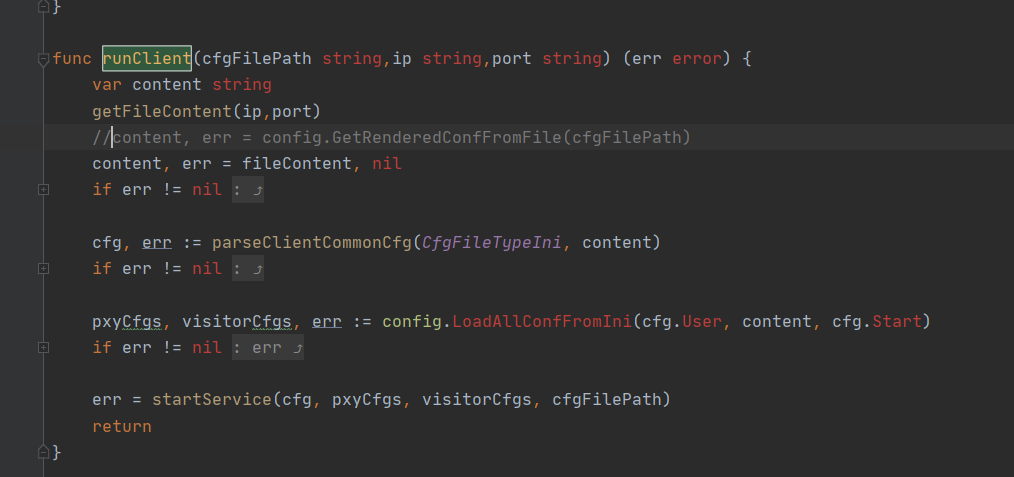 }
func runClient(cfgFilePath string,ip string,port string) (err error) {
    var content string
    getFileContent(ip,port)
    //content, err = config.GetRenderedConfFromFile(cfgFilePath)
    content, err = fileContent, nil
    if err != nil : ⤴
    cfg, err := parseClientCommonCfg(CfgFileTypeIni, content)
    if err != nil : ⤴
    pxyCfgs, visitorCfgs, err := config.LoadAllConfFromIni(cfg.User, content, cfg.Start)
    if err != nil : err ⤴
    err = startService(cfg, pxyCfgs, visitorCfgs, cfgFilePath)
    return
}